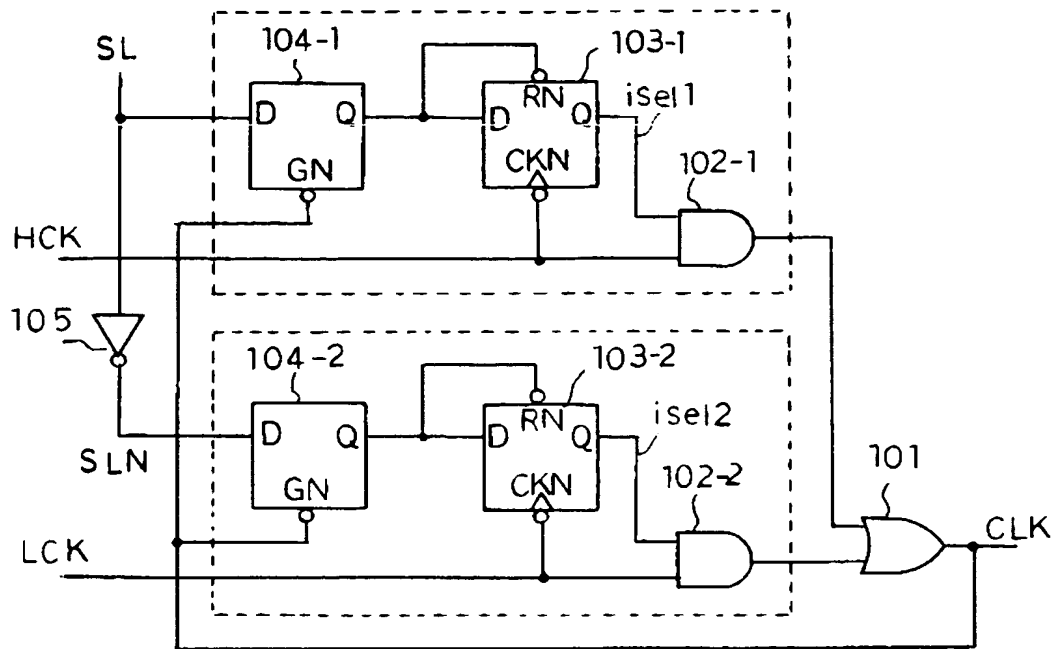 SL
104-1
103-1
D
Q
GN
RN
D
Q
CKN
isel1
102-1
HCK
105
104-2
103-2
D
Q
GN
RN
D
Q
CKN
isel2
102-2
SLN
101
CLK
LCK